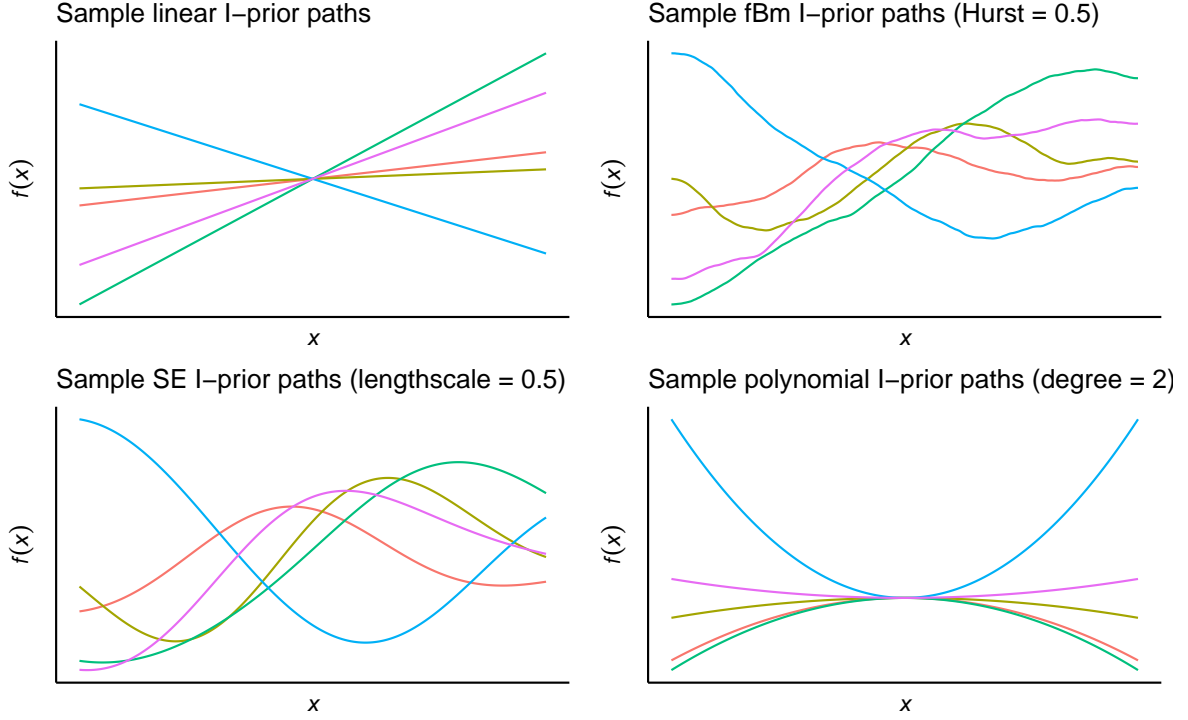 Sample linear I−prior paths
f(x)
x
Sample fBm I−prior paths (Hurst = 0.5)
f(x)
x
Sample SE I−prior paths (lengthscale = 0.5)
f(x)
x
Sample polynomial I−prior paths (degree = 2)
f(x)
x